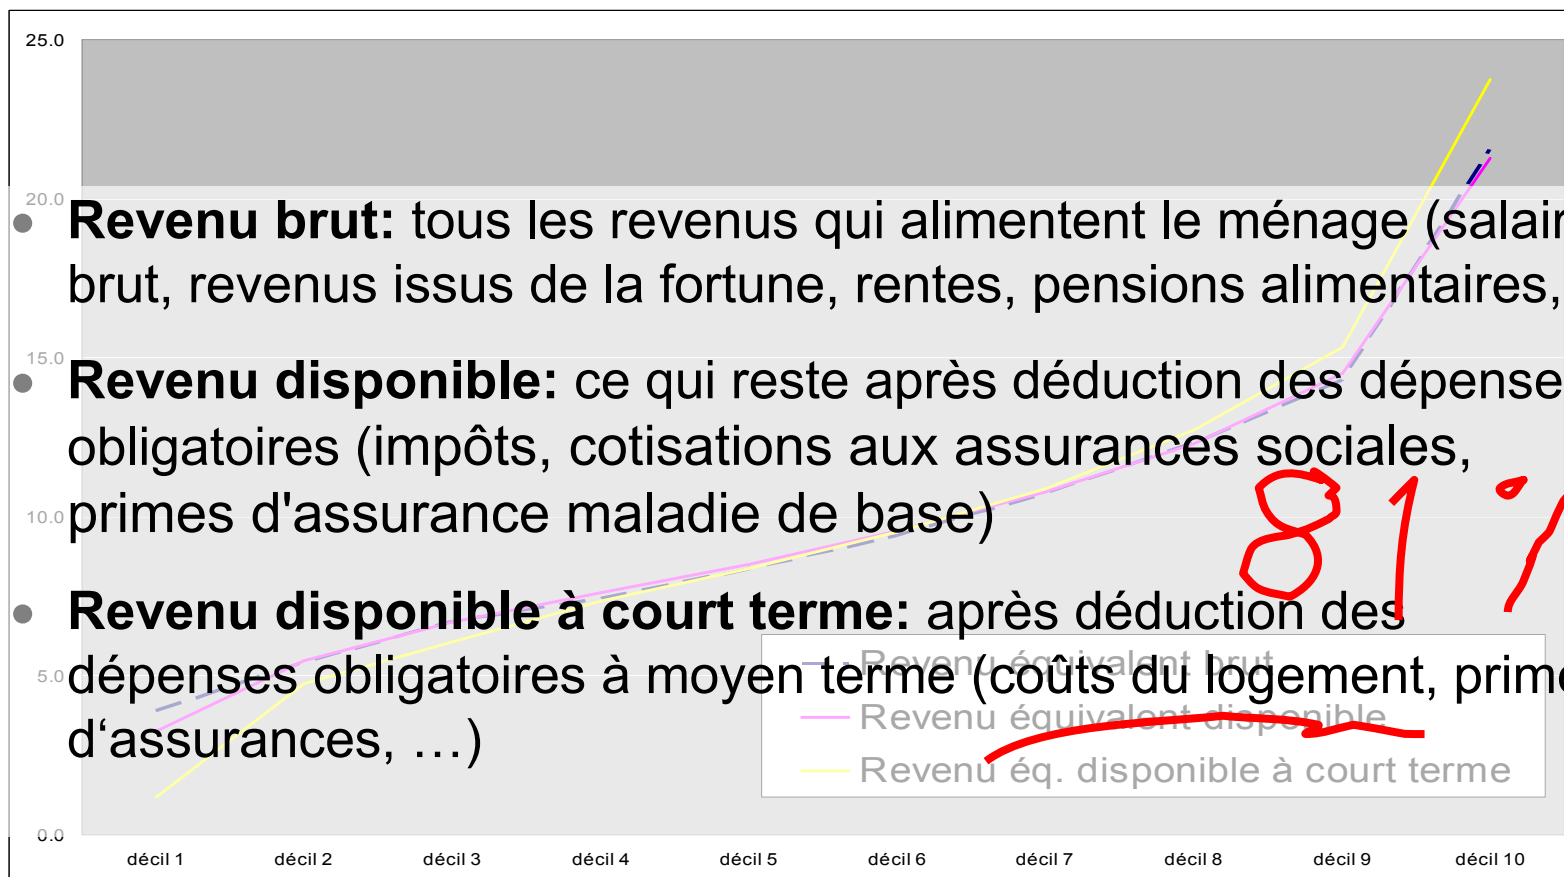 25.0
20.0
15.0
10.0
5.0
0.0
● Revenu brut: tous les revenus qui alimentent le ménage (salair
brut, revenus issus de la fortune, rentes, pensions alimentaires,
● Revenu disponible: ce qui reste après déduction des dépense
obligatoires (impôts, cotisations aux assurances sociales,
primes d'assurance maladie de base)
81%
● Revenu disponible à court terme: après déduction des
dépenses obligatoires à moyen terme (coûts du logement, prime
d‘assurances, …)
Revenu équivalent brut
Revenu équivalent disponible
Revenu éq. disponible à court terme
décil 1 décil 2 décil 3 décil 4 décil 5 décil 6 décil 7 décil 8 décil 9 décil 10